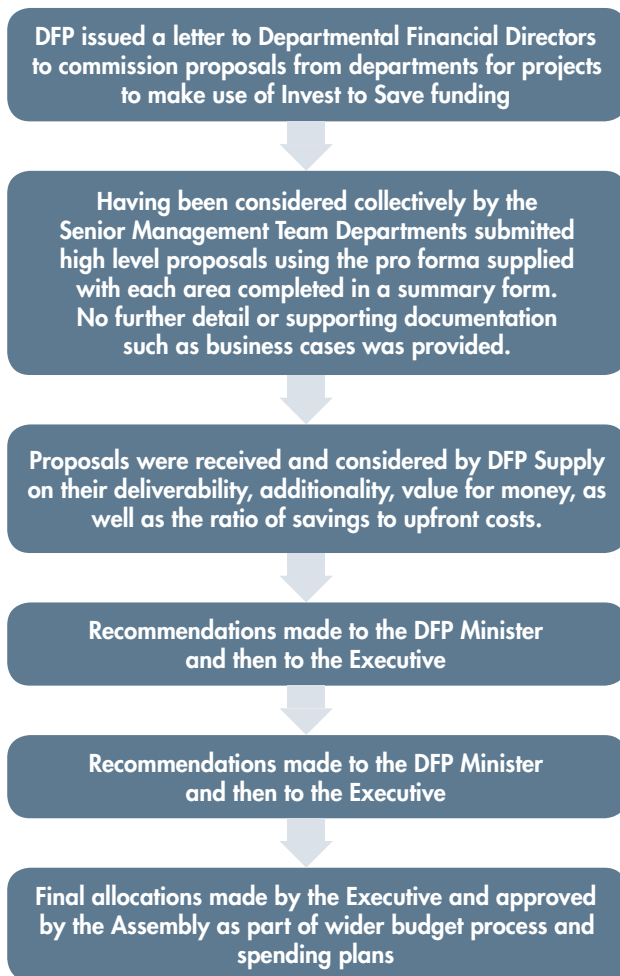 DFP issued a letter to Departmental Financial Directors
to commission proposals from departments for projects
to make use of Invest to Save funding
Having been considered collectively by the
Senior Management Team Departments submitted
high level proposals using the pro forma supplied
with each area completed in a summary form.
No further detail or supporting documentation
such as business cases was provided.
Proposals were received and considered by DFP Supply
on their deliverability, additionality, value for money, as
well as the ratio of savings to upfront costs.
Recommendations made to the DFP Minister
and then to the Executive
Recommendations made to the DFP Minister
and then to the Executive
Final allocations made by the Executive and approved
by the Assembly as part of wider budget process and
spending plans